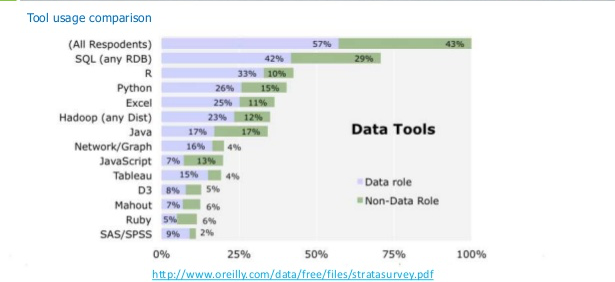 Tool usage comparison
(All Respodents) 57% 43%
SQL (any RDB) 42% 29%
R 33% 10%
Python 26% 15%
Excel 25% 11%
Hadoop (any Dist) 23% 12%
Java 17% 17%
Network/Graph 16% 4%
JavaScript 7% 13%
Tableau 15% 4%
D3 8% 5%
Mahout 7% 6%
Ruby 5% 6%
SAS/SPSS 9% 2%
Data Tools
Data role
Non-Data Role
0% 25% 50% 75% 100%
http://www.oreilly.com/data/free/files/stratasurvey.pdf